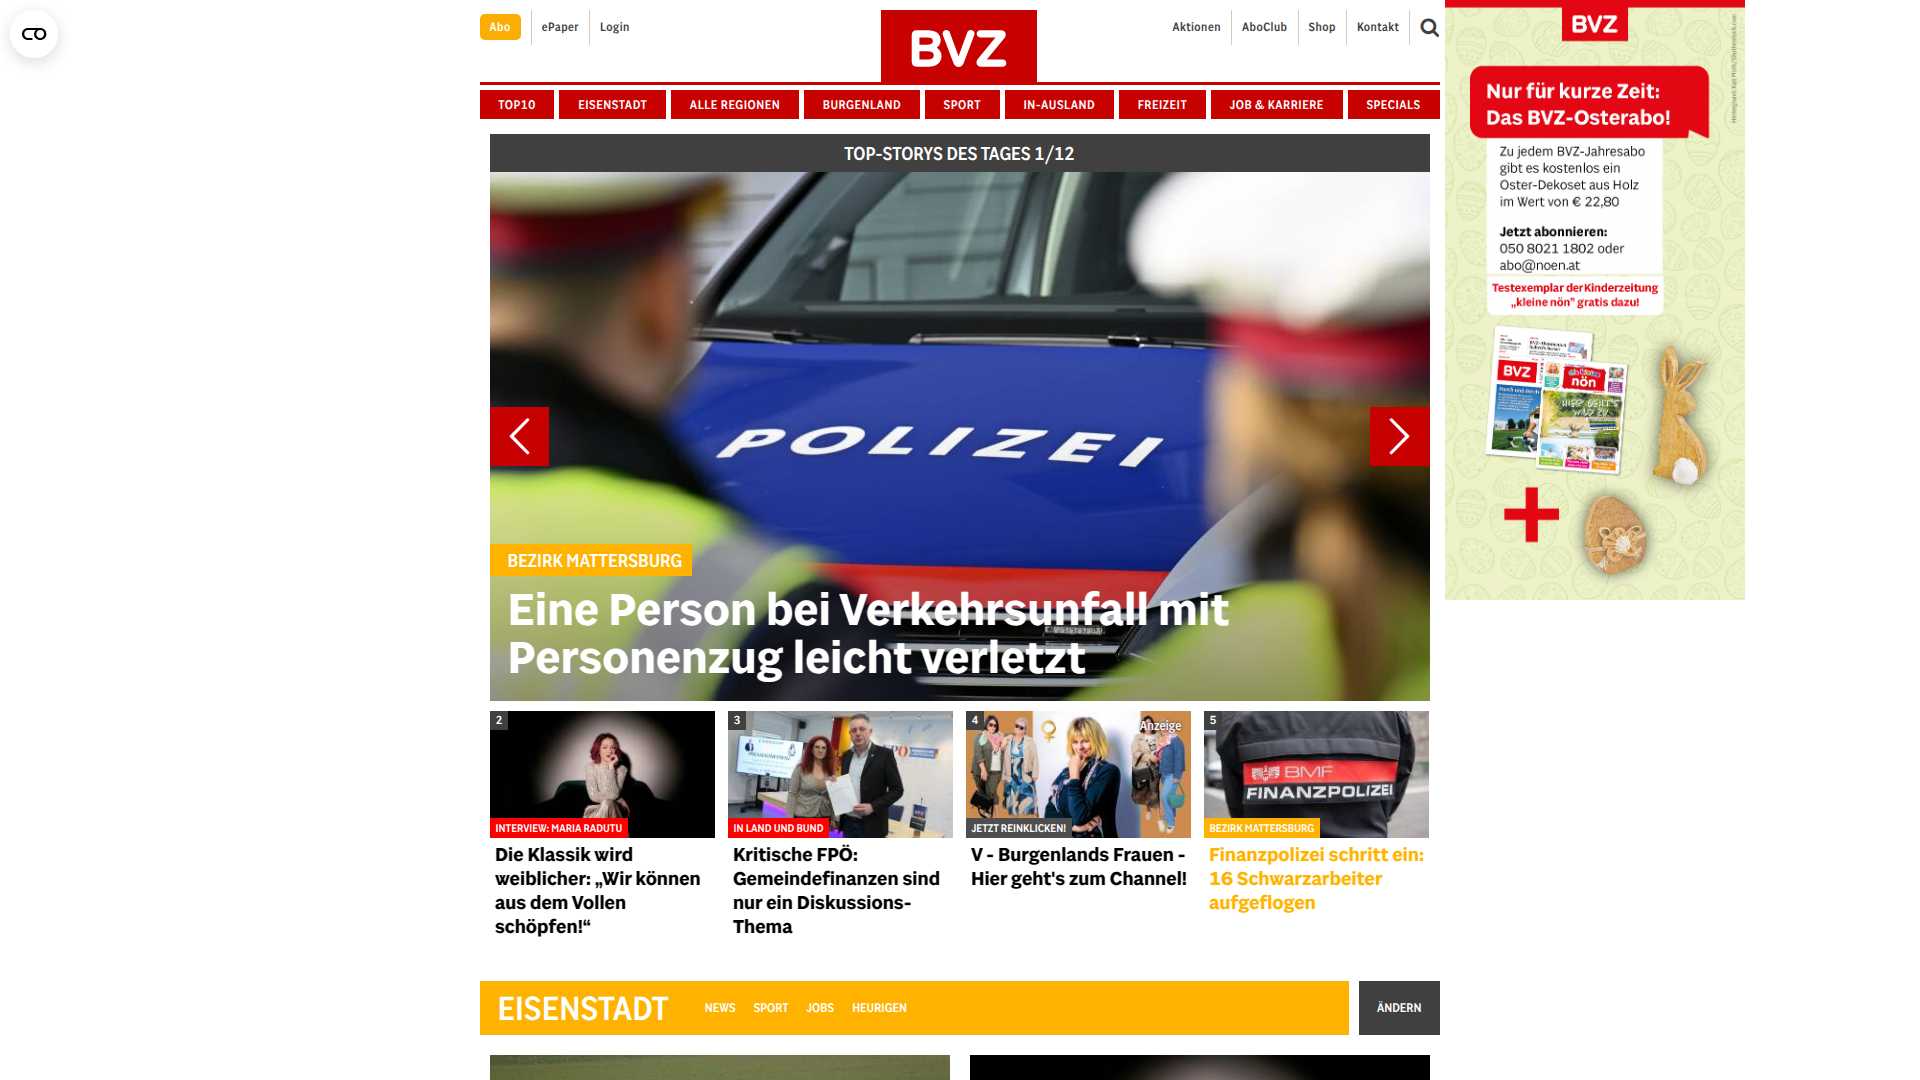 Abo
ePaper
Login
BVZ
Aktionen
AboClub
Shop
Kontakt
TOP10
EISENSTADT
ALLE REGIONEN
BURGENLAND
SPORT
IN-AUSLAND
FREIZEIT
JOB & KARRIERE
SPECIALS
TOP-STORYS DES TAGES 1/12
POLIZEI
BEZIRK MATTERSBURG
Eine Person bei Verkehrsunfall mit
Personenzug leicht verletzt
2
INTERVIEW: MARIA RADUTU
Die Klassik wird
weiblicher: „Wir können
aus dem Vollen
schöpfen!“
3
IN LAND UND BUND
Kritische FPÖ:
Gemeindefinanzen sind
nur ein Diskussions-
Thema
4
Anzeige
JETZT REINKLICKEN!
V - Burgenlands Frauen -
Hier geht's zum Channel!
5
BMF
FINANZPOLIZEI
BEZIRK MATTERSBURG
Finanzpolizei schritt ein:
16 Schwarzarbeiter
aufgeflogen
EISENSTADT
NEWS
SPORT
JOBS
HEURIGEN
ÄNDERN
BVZ
Nur für kurze Zeit:
Das BVZ-Osterabo!
Zu jedem BVZ-Jahresabo
gibt es kostenlos ein
Oster-Dekoset aus Holz
im Wert von € 22,80
Jetzt abonnieren:
050 8021 1802 oder
abo@noen.at
Testexemplar der Kinderzeitung
„kleine nön” gratis dazu!
BVZ
nön